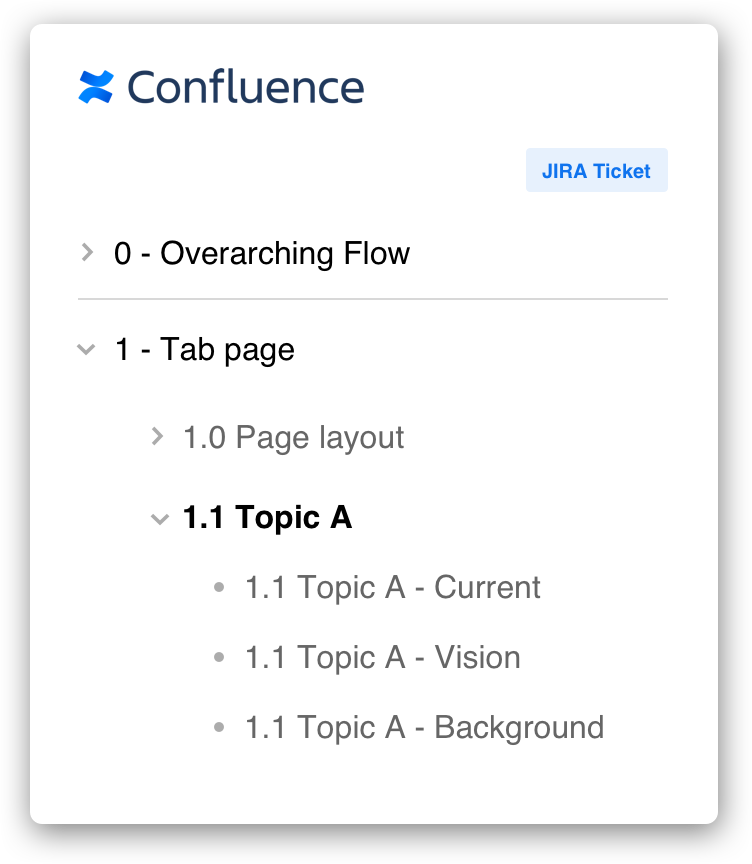 Confluence
JIRA Ticket
0 - Overarching Flow
1 - Tab page
1.0 Page layout
1.1 Topic A
1.1 Topic A - Current
1.1 Topic A - Vision
1.1 Topic A - Background